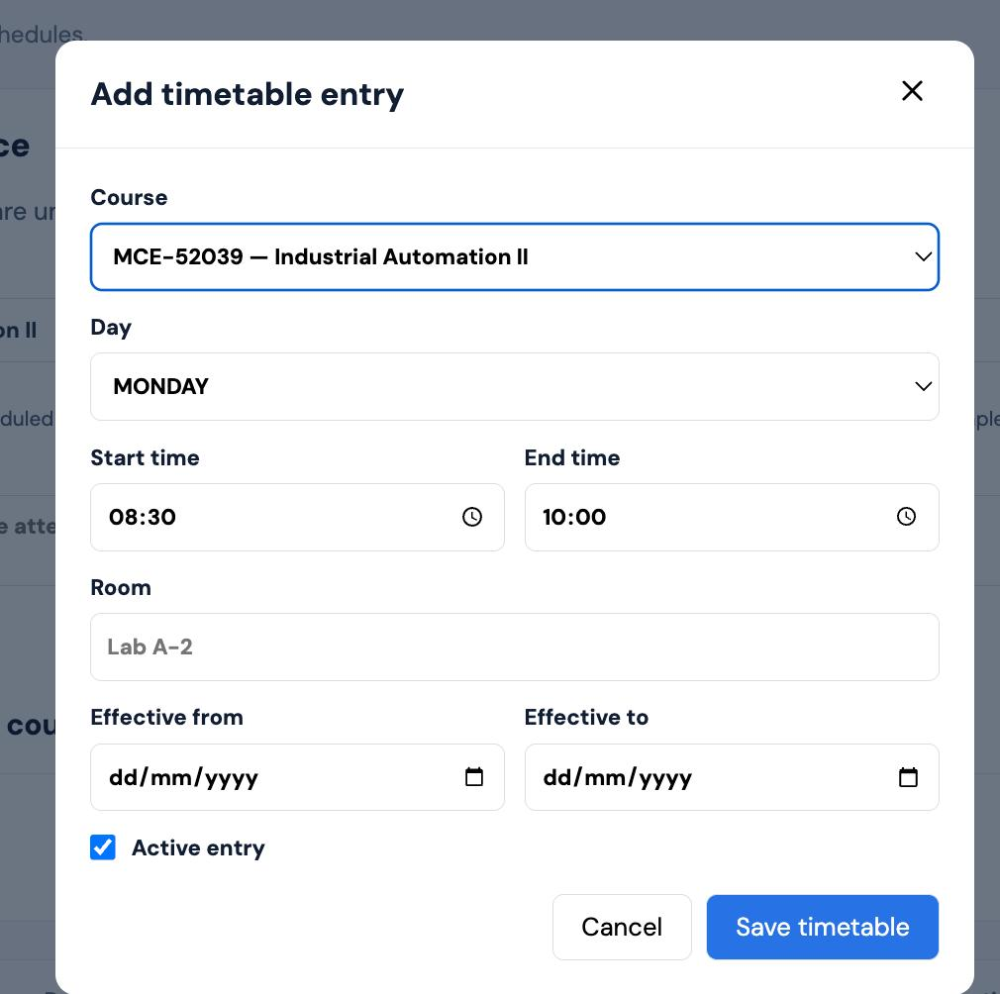 hedules.
Add timetable entry
ce
Course
are ur
MCE-52039 — Industrial Automation II
on II
Day
MONDAY
duled
ple
Start time
End time
08:30
10:00
e atte
Room
Lab A-2
cou
Effective from
Effective to
dd/mm/yyyy
dd/mm/yyyy
Active entry
Cancel
Save timetable